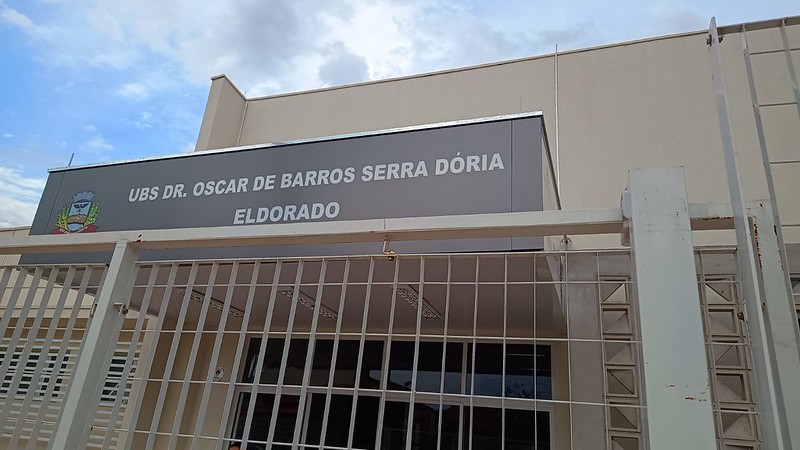 UBS DR. OSCAR DE BARROS SERRA DÓRIA
ELDORADO